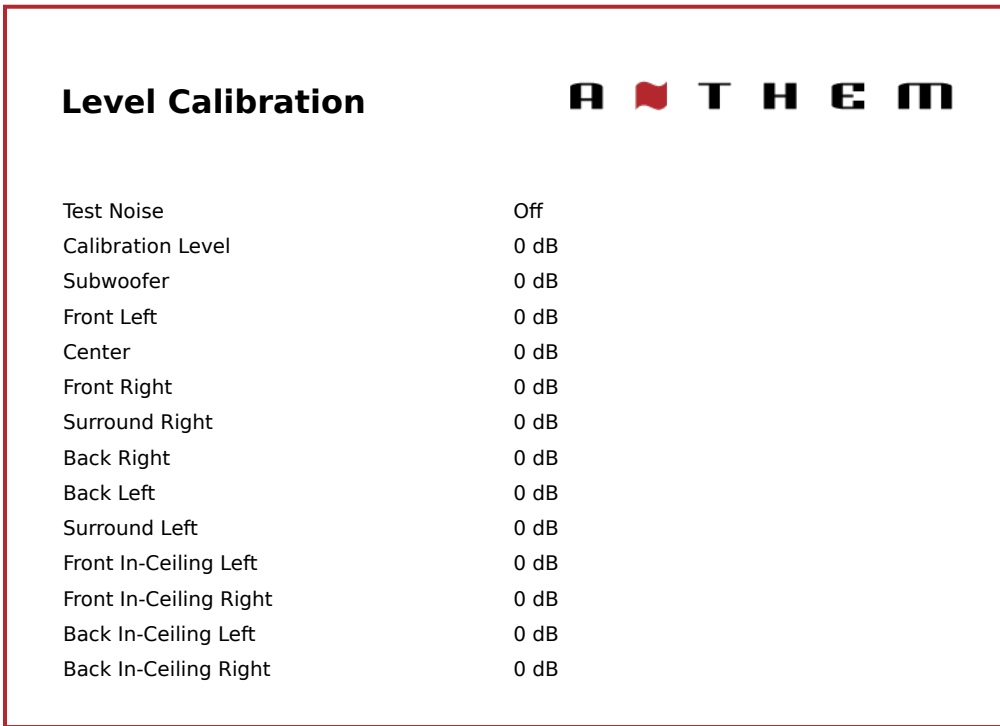 Level Calibration
ANTHEM
Test Noise Off
Calibration Level 0 dB
Subwoofer 0 dB
Front Left 0 dB
Center 0 dB
Front Right 0 dB
Surround Right 0 dB
Back Right 0 dB
Back Left 0 dB
Surround Left 0 dB
Front In-Ceiling Left 0 dB
Front In-Ceiling Right 0 dB
Back In-Ceiling Left 0 dB
Back In-Ceiling Right 0 dB